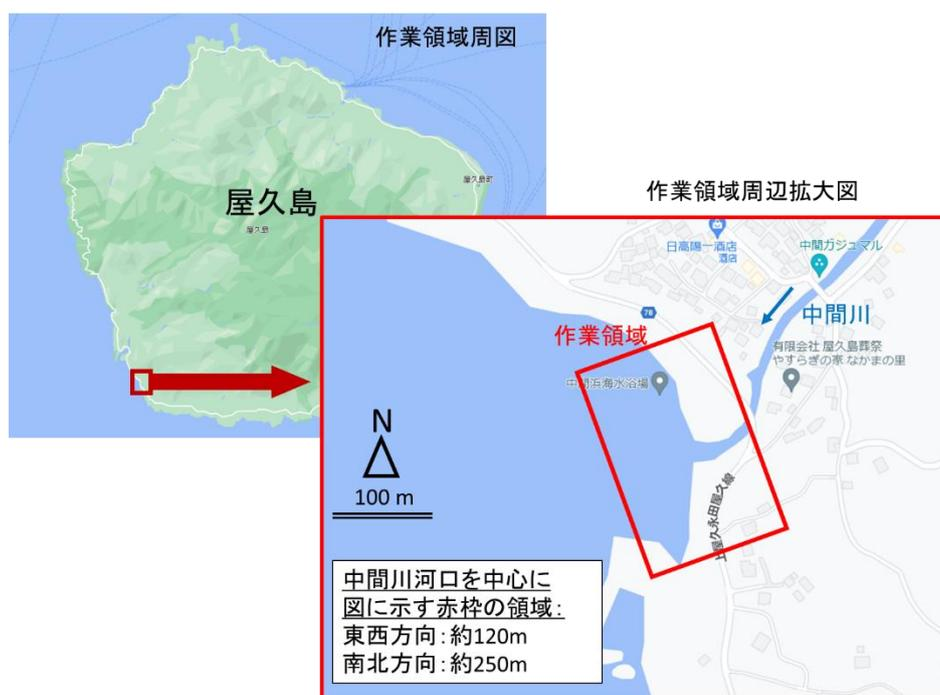 作業領域周図
屋久島町
屋久島
屋久島
作業領域周辺拡大図
日高陽一酒店
酒店
中間ガジュマル
78
中間川
作業領域
有限会社 屋久島葬祭
やすらぎの家 なかまの里
中間浜海水浴場
N
100 m
上屋久永田屋久線
中間川河口を中心に
図に示す赤枠の領域:
東西方向:約120m
南北方向:約250m